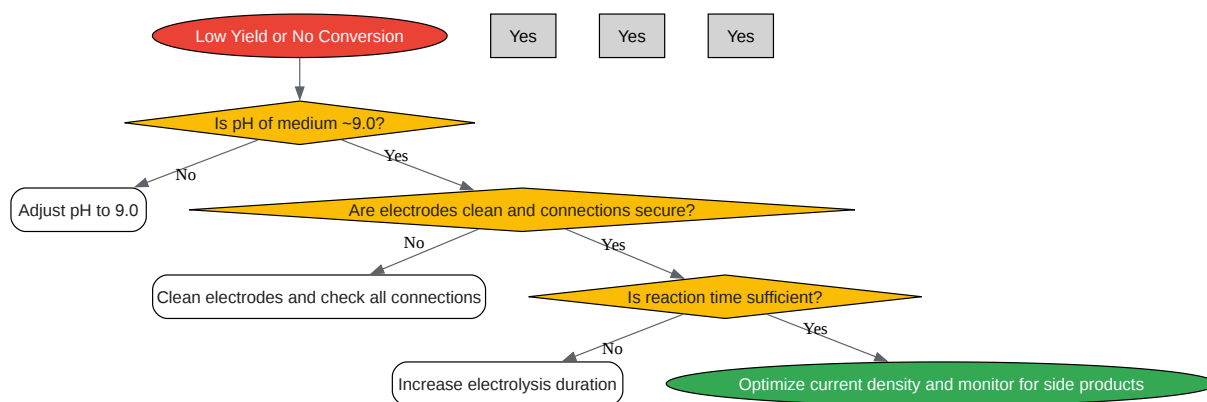 Low Yield or No Conversion
Yes
Yes
Yes
Is pH of medium ~9.0?
No
Yes
Adjust pH to 9.0
Are electrodes clean and connections secure?
No
Yes
Clean electrodes and check all connections
Is reaction time sufficient?
No
Yes
Increase electrolysis duration
Optimize current density and monitor for side products